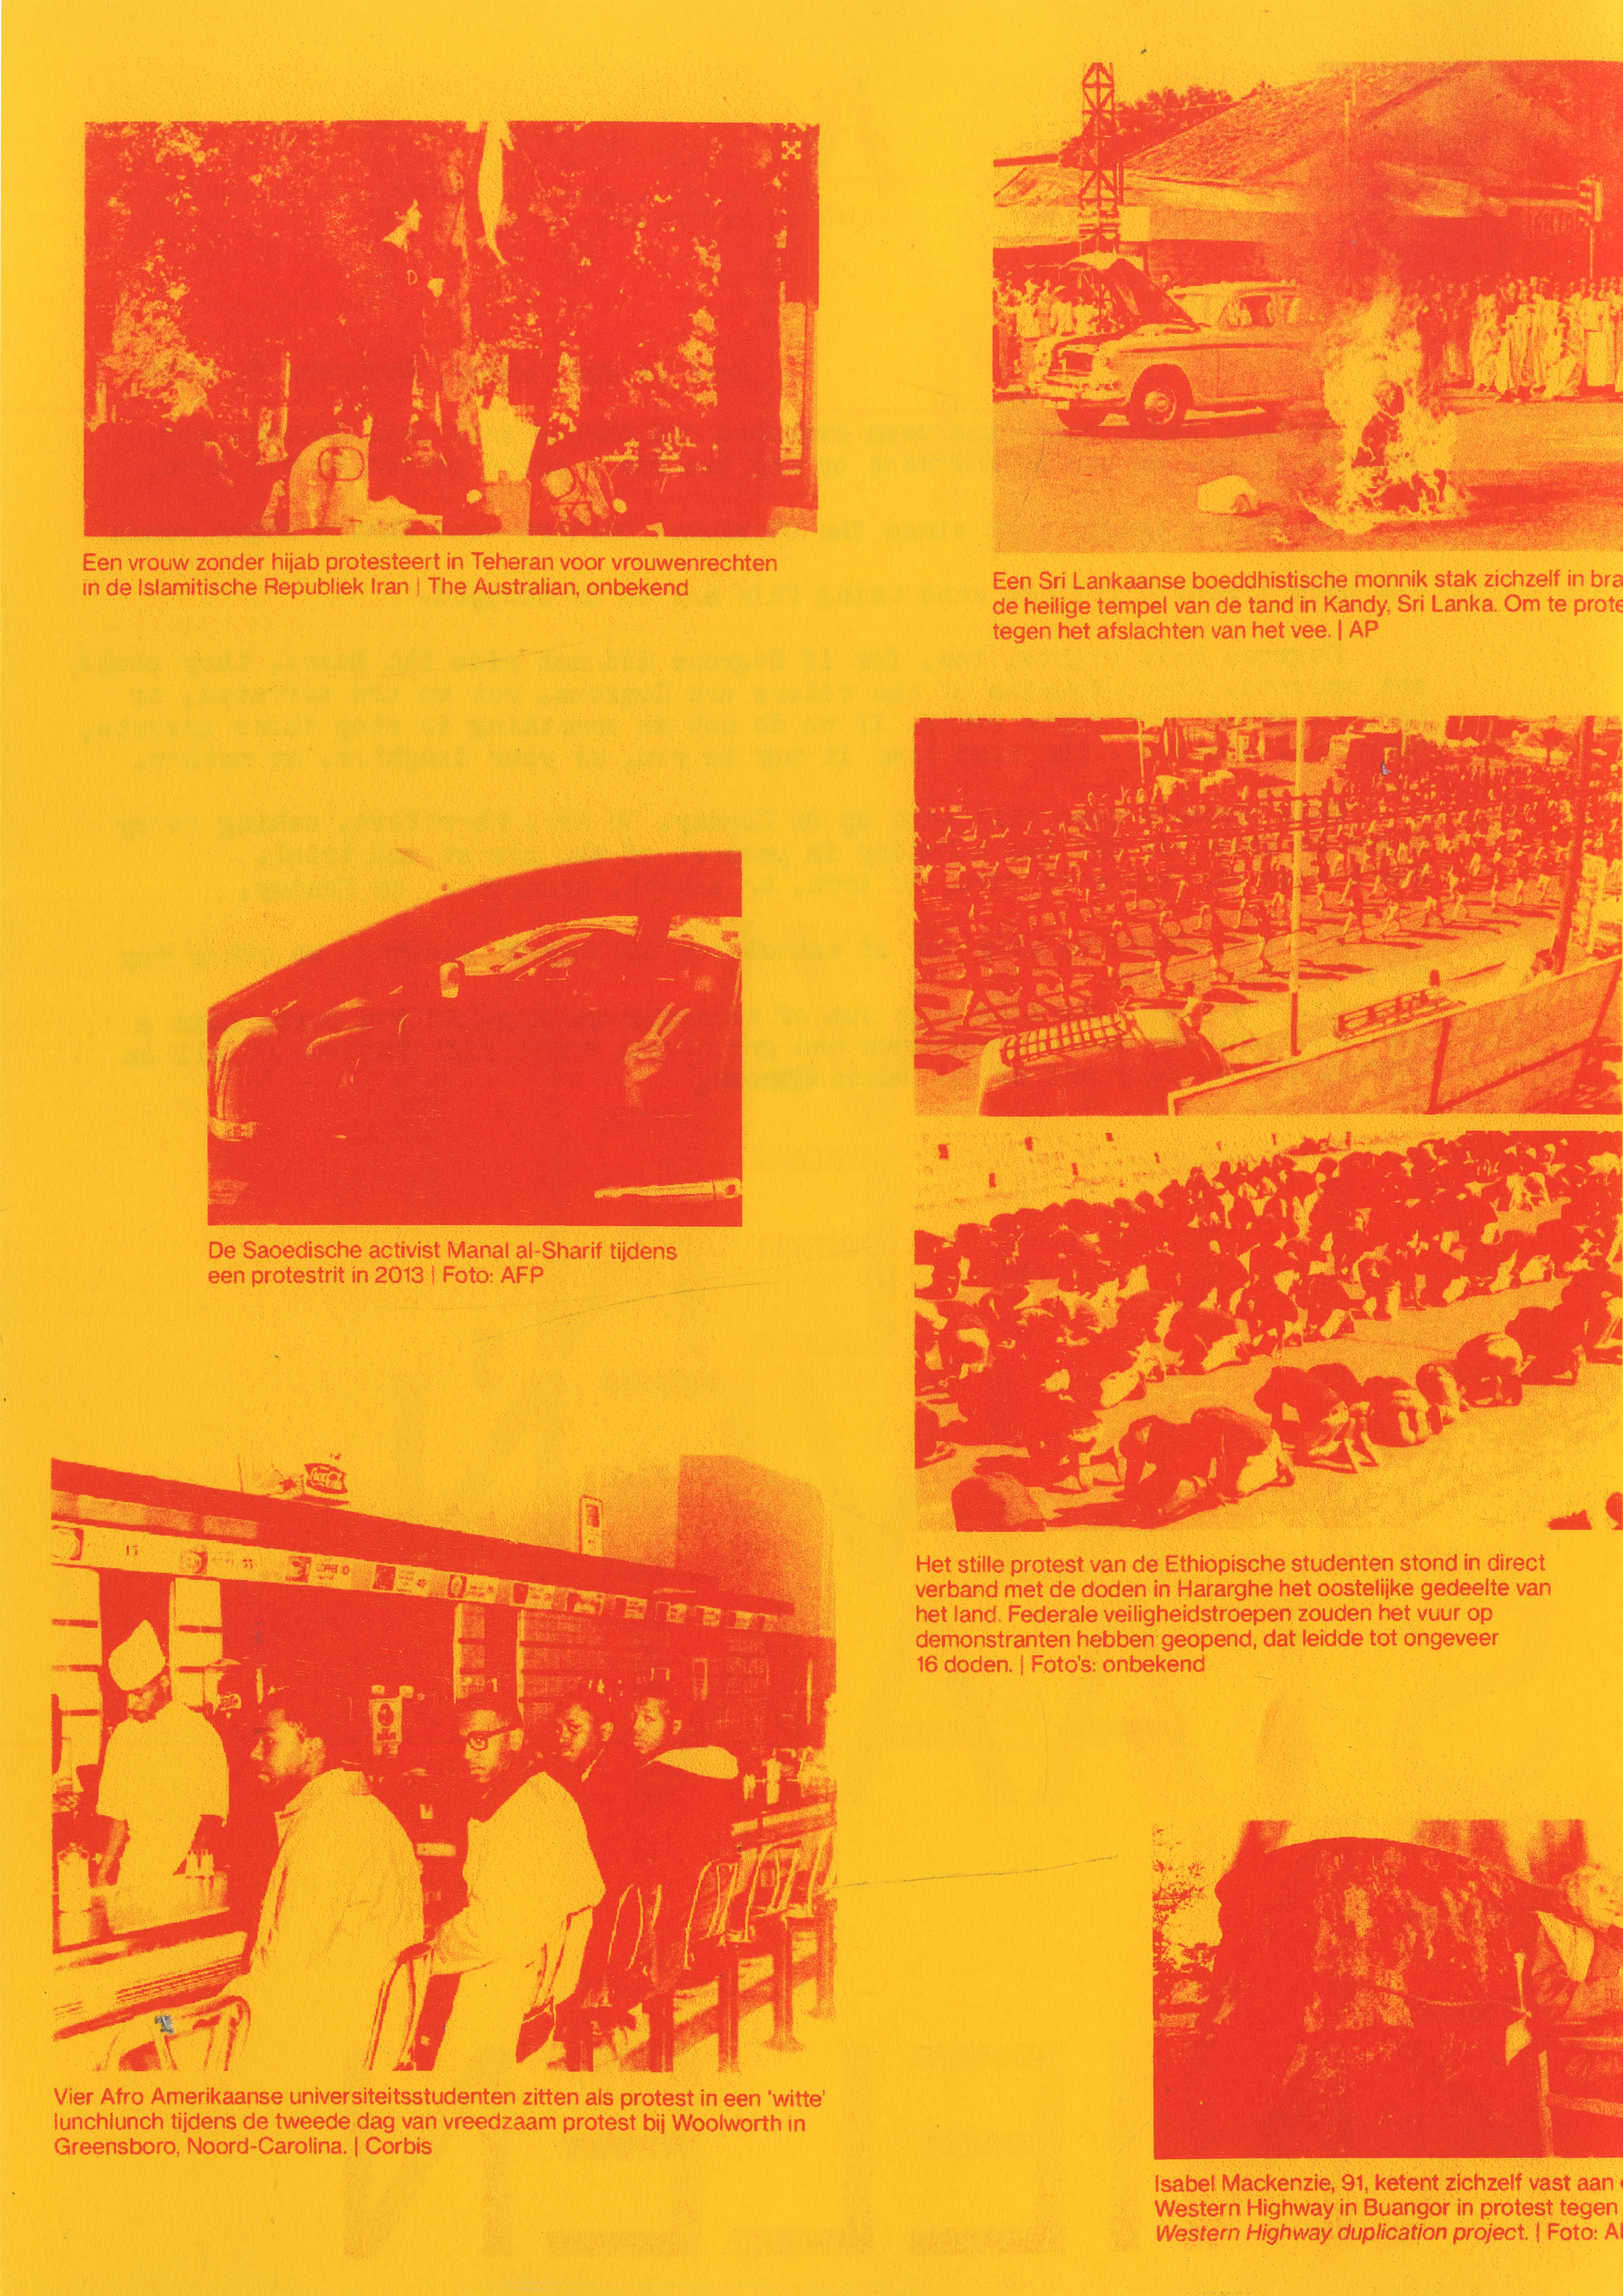 Een vrouw zonder hijab protesteert in Teheran voor vrouwenrechten
in de Islamitische Republiek Iran | The Australian, onbekend
Een Sri Lankaanse boeddhistische monnik stak zichzelf in bra
de heilige tempel van de tand in Kandy, Sri Lanka. Om te prote
tegen het afslachten van het vee. | AP
De Saoedische activist Manal al-Sharif tijdens
een protestrit in 2013 | Foto: AFP
Het stille protest van de Ethiopische studenten stond in direct
verband met de doden in Hararghe het oostelijke gedeelte van
het land. Federale veiligheidstroepen zouden het vuur op
demonstranten hebben geopend, dat leidde tot ongeveer
16 doden. | Foto's: onbekend
Vier Afro Amerikaanse universiteitsstudenten zitten als protest in een 'witte'
lunchlunch tijdens de tweede dag van vreedzaam protest bij Woolworth in
Greensboro, Noord-Carolina. | Corbis
Isabel Mackenzie, 91, ketent zichzelf vast aan
Western Highway in Buangor in protest tegen
Western Highway duplication project. | Foto: